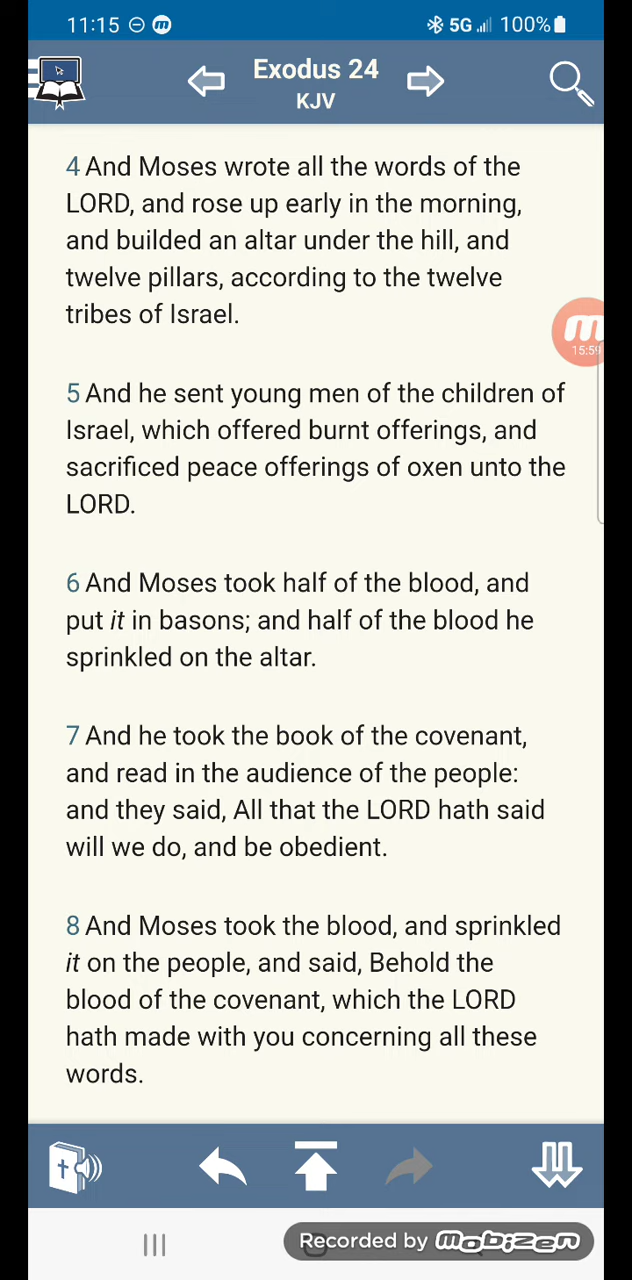 11:15 m 5G 100%
Exodus 24
KJV
4 And Moses wrote all the words of the
LORD, and rose up early in the morning,
and builded an altar under the hill, and
twelve pillars, according to the twelve
tribes of Israel.
m
15:59
5 And he sent young men of the children of
Israel, which offered burnt offerings, and
sacrificed peace offerings of oxen unto the
LORD.
6 And Moses took half of the blood, and
put it in basons; and half of the blood he
sprinkled on the altar.
7 And he took the book of the covenant,
and read in the audience of the people:
and they said, All that the LORD hath said
will we do, and be obedient.
8 And Moses took the blood, and sprinkled
it on the people, and said, Behold the
blood of the covenant, which the LORD
hath made with you concerning all these
words.
Recorded by mobizen